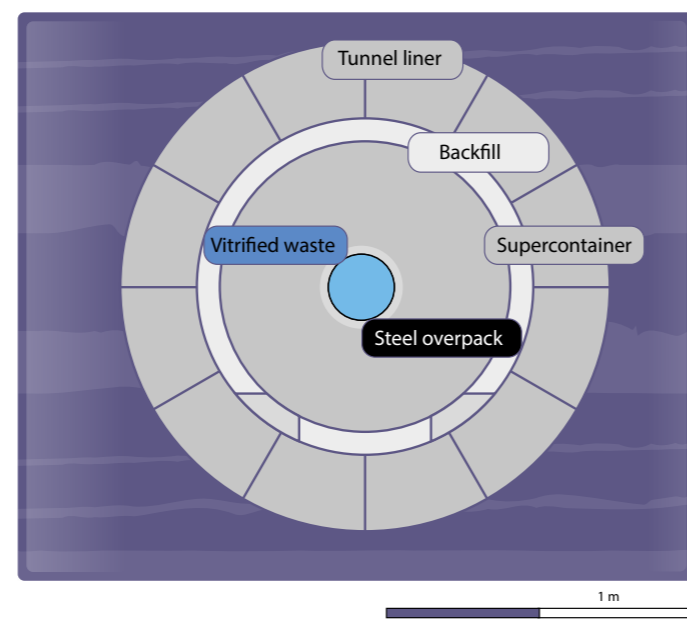 Tunnel liner
Backfill
Vitrified waste
Supercontainer
Steel overpack
1 m